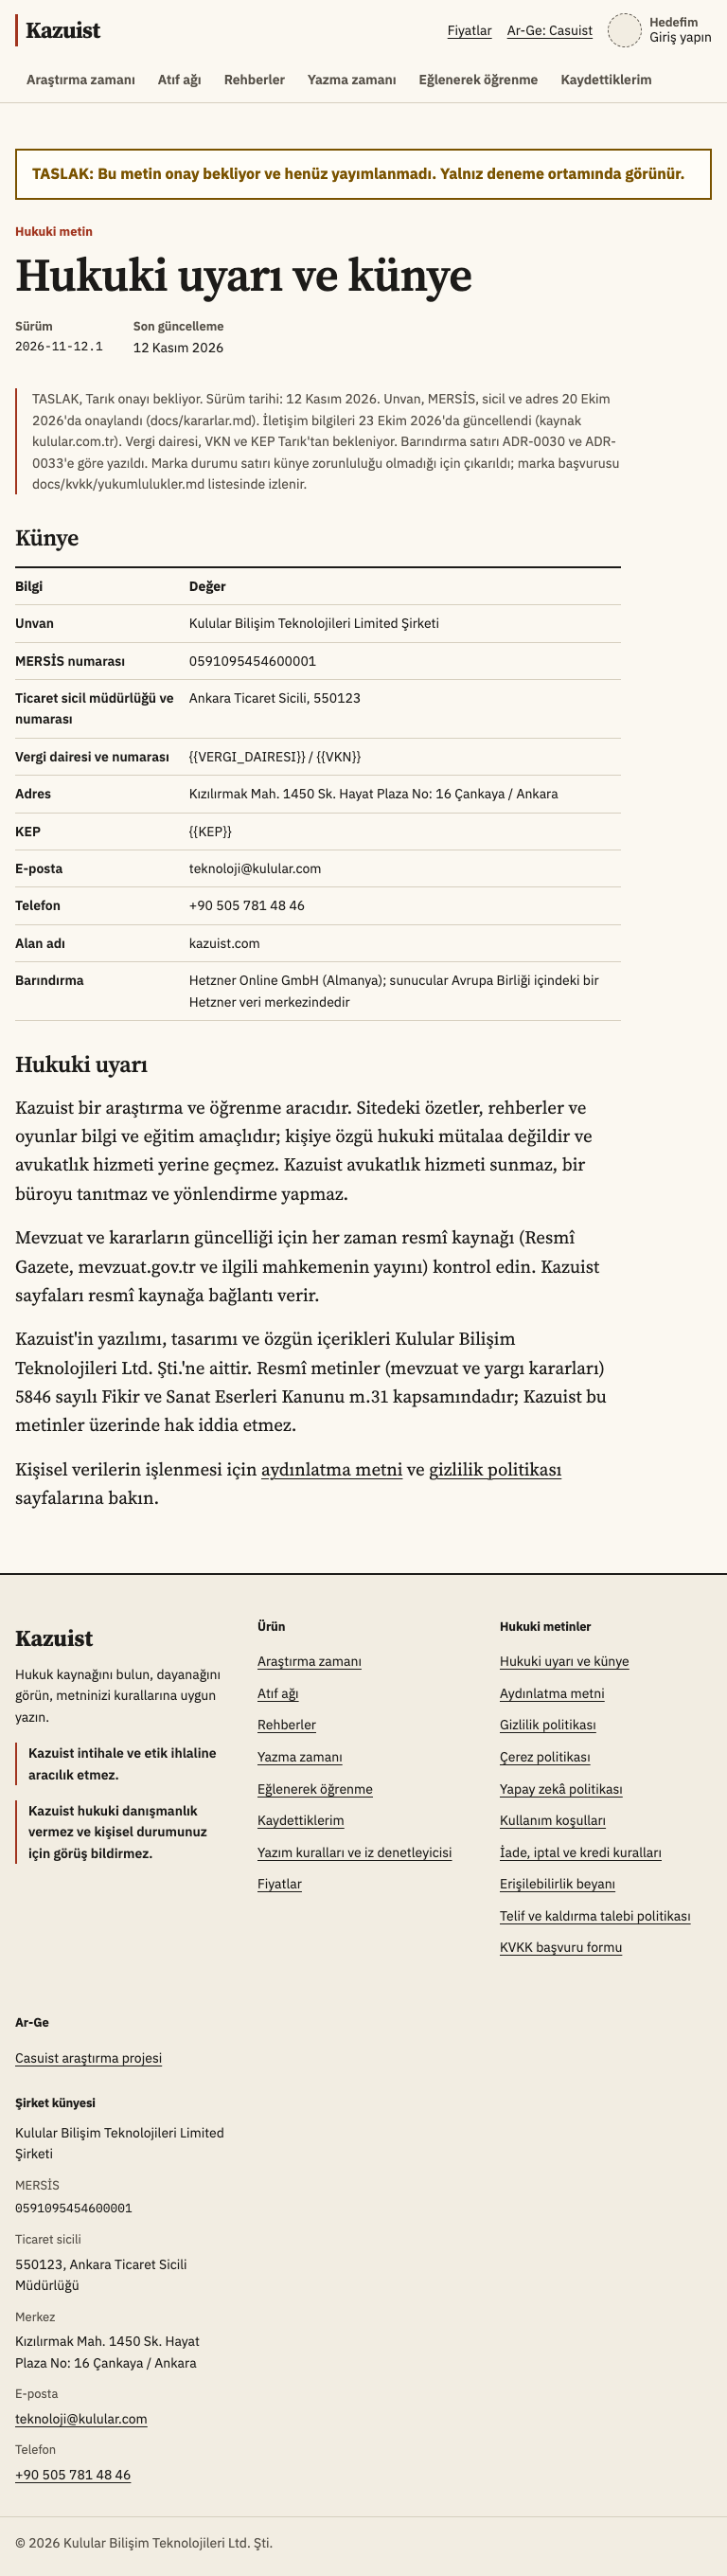 Kazuist
Fiyatlar
Ar-Ge: Casuist
Hedefim
Giriş yapın
Araştırma zamanı
Atıf ağı
Rehberler
Yazma zamanı
Eğlenerek öğrenme
Kaydettiklerim
TASLAK: Bu metin onay bekliyor ve henüz yayımlanmadı. Yalnız deneme ortamında görünür.
Hukuki metin
Hukuki uyarı ve künye
Sürüm
2026-11-12.1
Son güncelleme
12 Kasım 2026
TASLAK, Tarık onayı bekliyor. Sürüm tarihi: 12 Kasım 2026. Unvan, MERSİS, sicil ve adres 20 Ekim
2026'da onaylandı (docs/kararlar.md). İletişim bilgileri 23 Ekim 2026'da güncellendi (kaynak
kulular.com.tr). Vergi dairesi, VKN ve KEP Tarık'tan bekleniyor. Barındırma satırı ADR-0030 ve ADR-
0033'e göre yazıldı. Marka durumu satırı künye zorunluluğu olmadığı için çıkarıldı; marka başvurusu
docs/kvkk/yukumlulukler.md listesinde izlenir.
Künye
Bilgi Değer
Unvan Kulular Bilişim Teknolojileri Limited Şirketi
MERSİS numarası 0591095454600001
Ticaret sicil müdürlüğü ve Ankara Ticaret Sicili, 550123
numarası
Vergi dairesi ve numarası {{VERGI_DAIRESI}} / {{VKN}}
Adres Kızılırmak Mah. 1450 Sk. Hayat Plaza No: 16 Çankaya / Ankara
KEP {{KEP}}
E-posta teknoloji@kulular.com
Telefon +90 505 781 48 46
Alan adı kazuist.com
Barındırma Hetzner Online GmbH (Almanya); sunucular Avrupa Birliği içindeki bir
Hetzner veri merkezindedir
Hukuki uyarı
Kazuist bir araştırma ve öğrenme aracıdır. Sitedeki özetler, rehberler ve
oyunlar bilgi ve eğitim amaçlıdır; kişiye özgü hukuki mütalaa değildir ve
avukatlık hizmeti yerine geçmez. Kazuist avukatlık hizmeti sunmaz, bir
büroyu tanıtmaz ve yönlendirme yapmaz.
Mevzuat ve kararların güncelliği için her zaman resmî kaynağı (Resmî
Gazete, mevzuat.gov.tr ve ilgili mahkemenin yayını) kontrol edin. Kazuist
sayfaları resmî kaynağa bağlantı verir.
Kazuist'in yazılımı, tasarımı ve özgün içerikleri Kulular Bilişim
Teknolojileri Ltd. Şti.'ne aittir. Resmî metinler (mevzuat ve yargı kararları)
5846 sayılı Fikir ve Sanat Eserleri Kanunu m.31 kapsamındadır; Kazuist bu
metinler üzerinde hak iddia etmez.
Kişisel verilerin işlenmesi için aydınlatma metni ve gizlilik politikası
sayfalarına bakın.
Kazuist
Hukuk kaynağını bulun, dayanağını
görün, metninizi kurallarına uygun
yazın.
Kazuist intihale ve etik ihlaline
aracılık etmez.
Kazuist hukuki danışmanlık
vermez ve kişisel durumunuz
için görüş bildirmez.
Ürün
Araştırma zamanı
Atıf ağı
Rehberler
Yazma zamanı
Eğlenerek öğrenme
Kaydettiklerim
Yazım kuralları ve iz denetleyicisi
Fiyatlar
Hukuki metinler
Hukuki uyarı ve künye
Aydınlatma metni
Gizlilik politikası
Çerez politikası
Yapay zekâ politikası
Kullanım koşulları
İade, iptal ve kredi kuralları
Erişilebilirlik beyanı
Telif ve kaldırma talebi politikası
KVKK başvuru formu
Ar-Ge
Casuist araştırma projesi
Şirket künyesi
Kulular Bilişim Teknolojileri Limited
Şirketi
MERSİS
0591095454600001
Ticaret sicili
550123, Ankara Ticaret Sicili
Müdürlüğü
Merkez
Kızılırmak Mah. 1450 Sk. Hayat
Plaza No: 16 Çankaya / Ankara
E-posta
teknoloji@kulular.com
Telefon
+90 505 781 48 46
© 2026 Kulular Bilişim Teknolojileri Ltd. Şti.